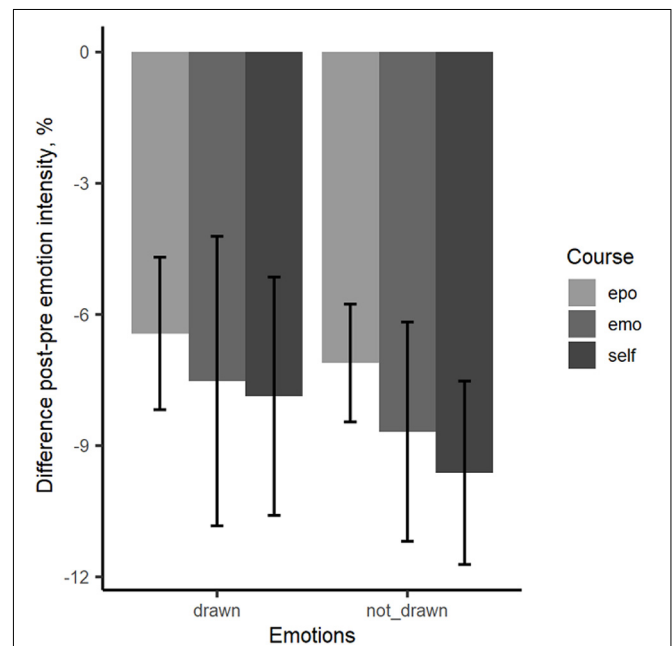 Difference post-pre emotion intensity, %
0
-3
-6
-9
-12
drawn
not_drawn
Emotions
Course
epo
emo
self